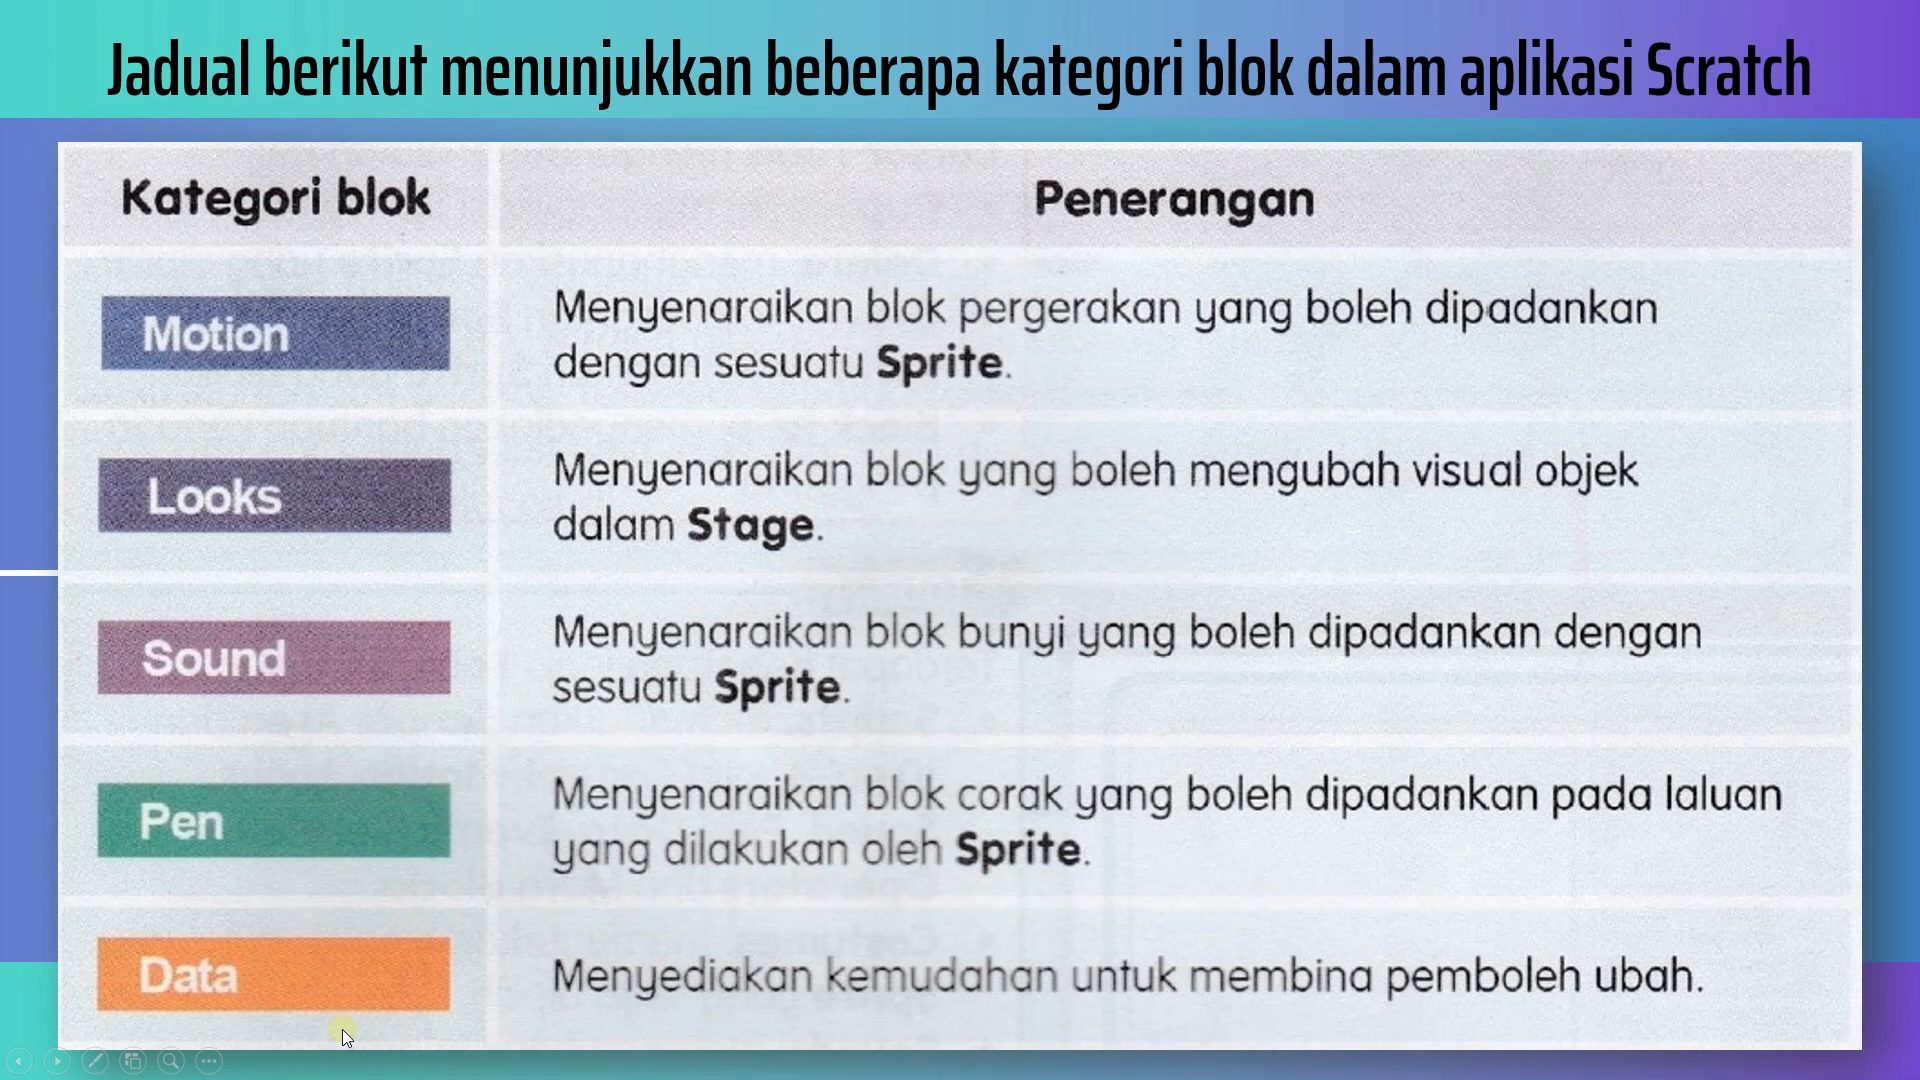 Jadual berikut menunjukkan beberapa kategori blok dalam aplikasi Scratch
Kategori blok
Penerangan
Motion
Menyenaraikan blok pergerakan yang boleh dipadankan
dengan sesuatu Sprite.
Looks
Menyenaraikan blok yang boleh mengubah visual objek
dalam Stage.
Sound
Menyenaraikan blok bunyi yang boleh dipadankan dengan
sesuatu Sprite.
Pen
Menyenaraikan blok corak yang boleh dipadankan pada laluan
yang dilakukan oleh Sprite.
Data
Menyediakan kemudahan untuk membina pemboleh ubah.